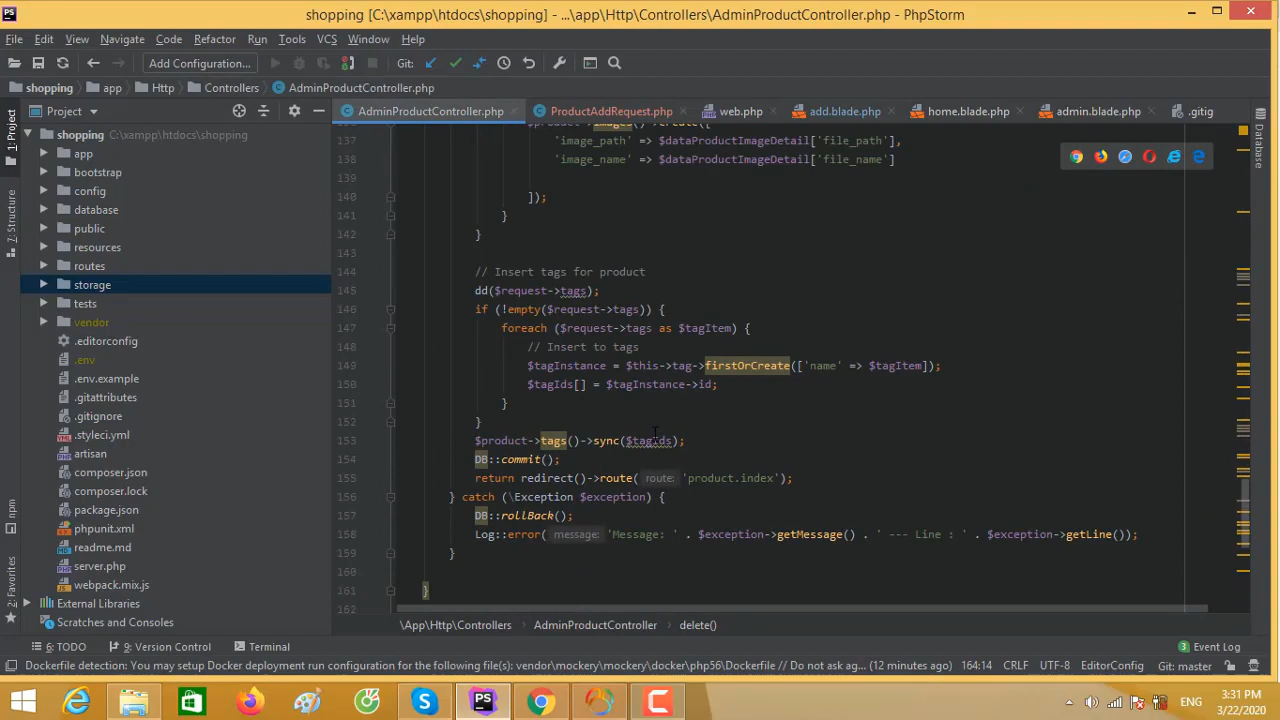 shopping [C:\xampp\htdocs\shopping] - ...\app\Http\Controllers\AdminProductController.php - PhpStorm
File Edit View Navigate Code Refactor Run Tools VCS Window Help
Add Configuration... Git:
shopping app Http Controllers AdminProductController.php
Project AdminProductController.php ProductAddRequest.php web.php add.blade.php home.blade.php admin.blade.php .gitig
1: Project
7: Structure
npm
2: Favorites
Database
shopping C:\xampp\htdocs\shopping
app
bootstrap
config
database
public
resources
routes
storage
tests
vendor
.editorconfig
.env
.env.example
.gitattributes
.gitignore
.styleci.yml
artisan
composer.json
composer.lock
package.json
phpunit.xml
readme.md
server.php
webpack.mix.js
External Libraries
Scratches and Consoles
137 'image_path' => $dataProductImageDetail['file_path'],
138 'image_name' => $dataProductImageDetail['file_name']
139
140 ]);
141 }
142 }
143
144 // Insert tags for product
145 dd($request->tags);
146 if (!empty($request->tags)) {
147 foreach ($request->tags as $tagItem) {
148 // Insert to tags
149 $tagInstance = $this->tag->firstOrCreate(['name' => $tagItem]);
150 $tagIds[] = $tagInstance->id;
151 }
152 }
153 $product->tags()->sync($tagIds);
154 DB::commit();
155 return redirect()->route( route: 'product.index');
156 } catch (\Exception $exception) {
157 DB::rollBack();
158 Log::error( message: 'Message: ' . $exception->getMessage() . ' --- Line : ' . $exception->getLine());
159 }
160
161 }
162
\App\Http\Controllers AdminProductController delete()
6: TODO 9: Version Control Terminal 3 Event Log
Dockerfile detection: You may setup Docker deployment run configuration for the following file(s): vendor\mockery\mockery\docker\php56\Dockerfile // Do not ask ag... (12 minutes ago) 164:14 CRLF UTF-8 EditorConfig Git: master
ENG
3:31 PM
3/22/2020